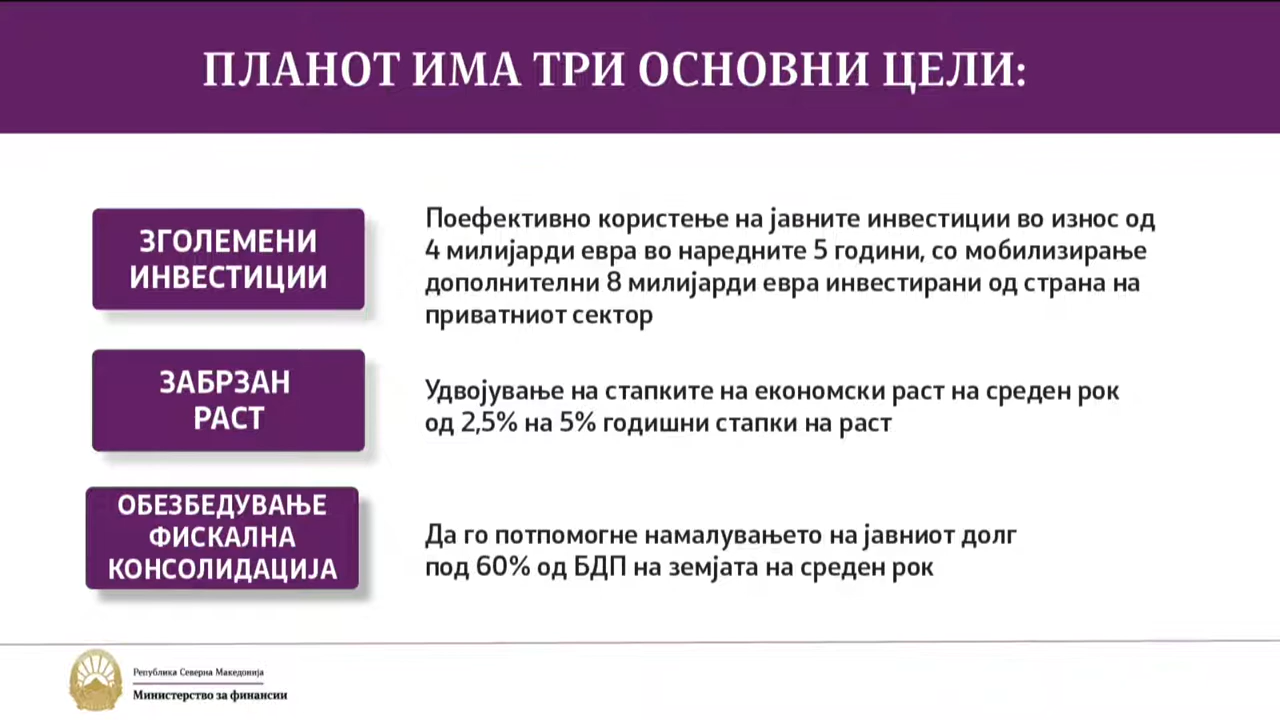 ПЛАНОТ ИМА ТРИ ОСНОВНИ ЦЕЛИ:
ЗГОЛЕМЕНИ
ИНВЕСТИЦИИ
Поефективно користење на јавните инвестиции во износ од
4 милијарди евра во наредните 5 години, со мобилизирање
дополнителни 8 милијарди евра инвестирани од страна на
приватниот сектор
ЗАБРЗАН
РАСТ
Удвојување на стапките на економски раст на среден рок
од 2,5% на 5% годишни стапки на раст
ОБЕЗБЕДУВАЊЕ
ФИСКАЛНА
КОНСОЛИДАЦИЈА
Да го потпомогне намалувањето на јавниот долг
под 60% од БДП на земјата на среден рок
Република Северна Македонија
Министерство за финансии